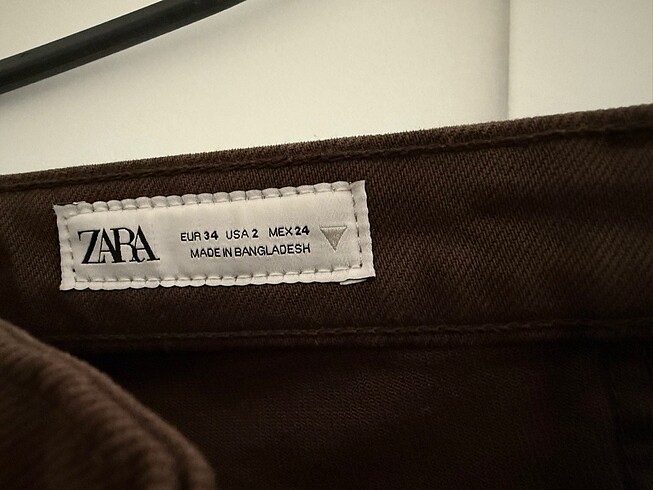 ZARA
EUR 34 USA 2 MEX 24
MADE IN BANGLADESH